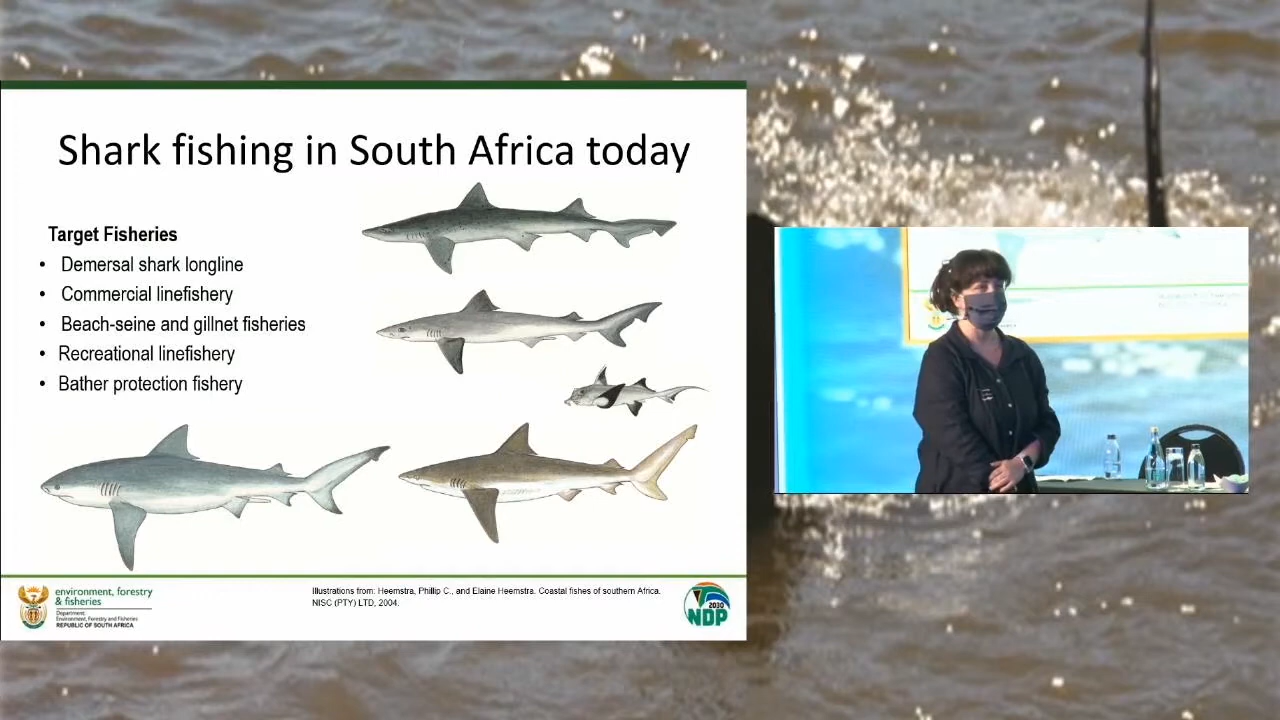 Shark fishing in South Africa today
Target Fisheries
• Demersal shark longline
• Commercial linefishery
• Beach-seine and gillnet fisheries
• Recreational linefishery
• Bather protection fishery
environment, forestry
& fisheries
Department:
Environment, Forestry and Fisheries
REPUBLIC OF SOUTH AFRICA
Illustrations from: Heemstra, Phillip C., and Elaine Heemstra. Coastal fishes of southern Africa.
NISC (PTY) LTD, 2004.
2030
NDP